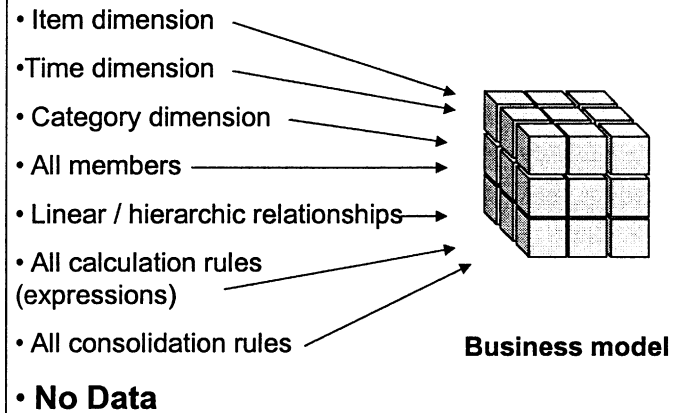 • Item dimension
•Time dimension
• Category dimension
• All members
• Linear / hierarchic relationships
• All calculation rules
(expressions)
• All consolidation rules
Business model
• No Data